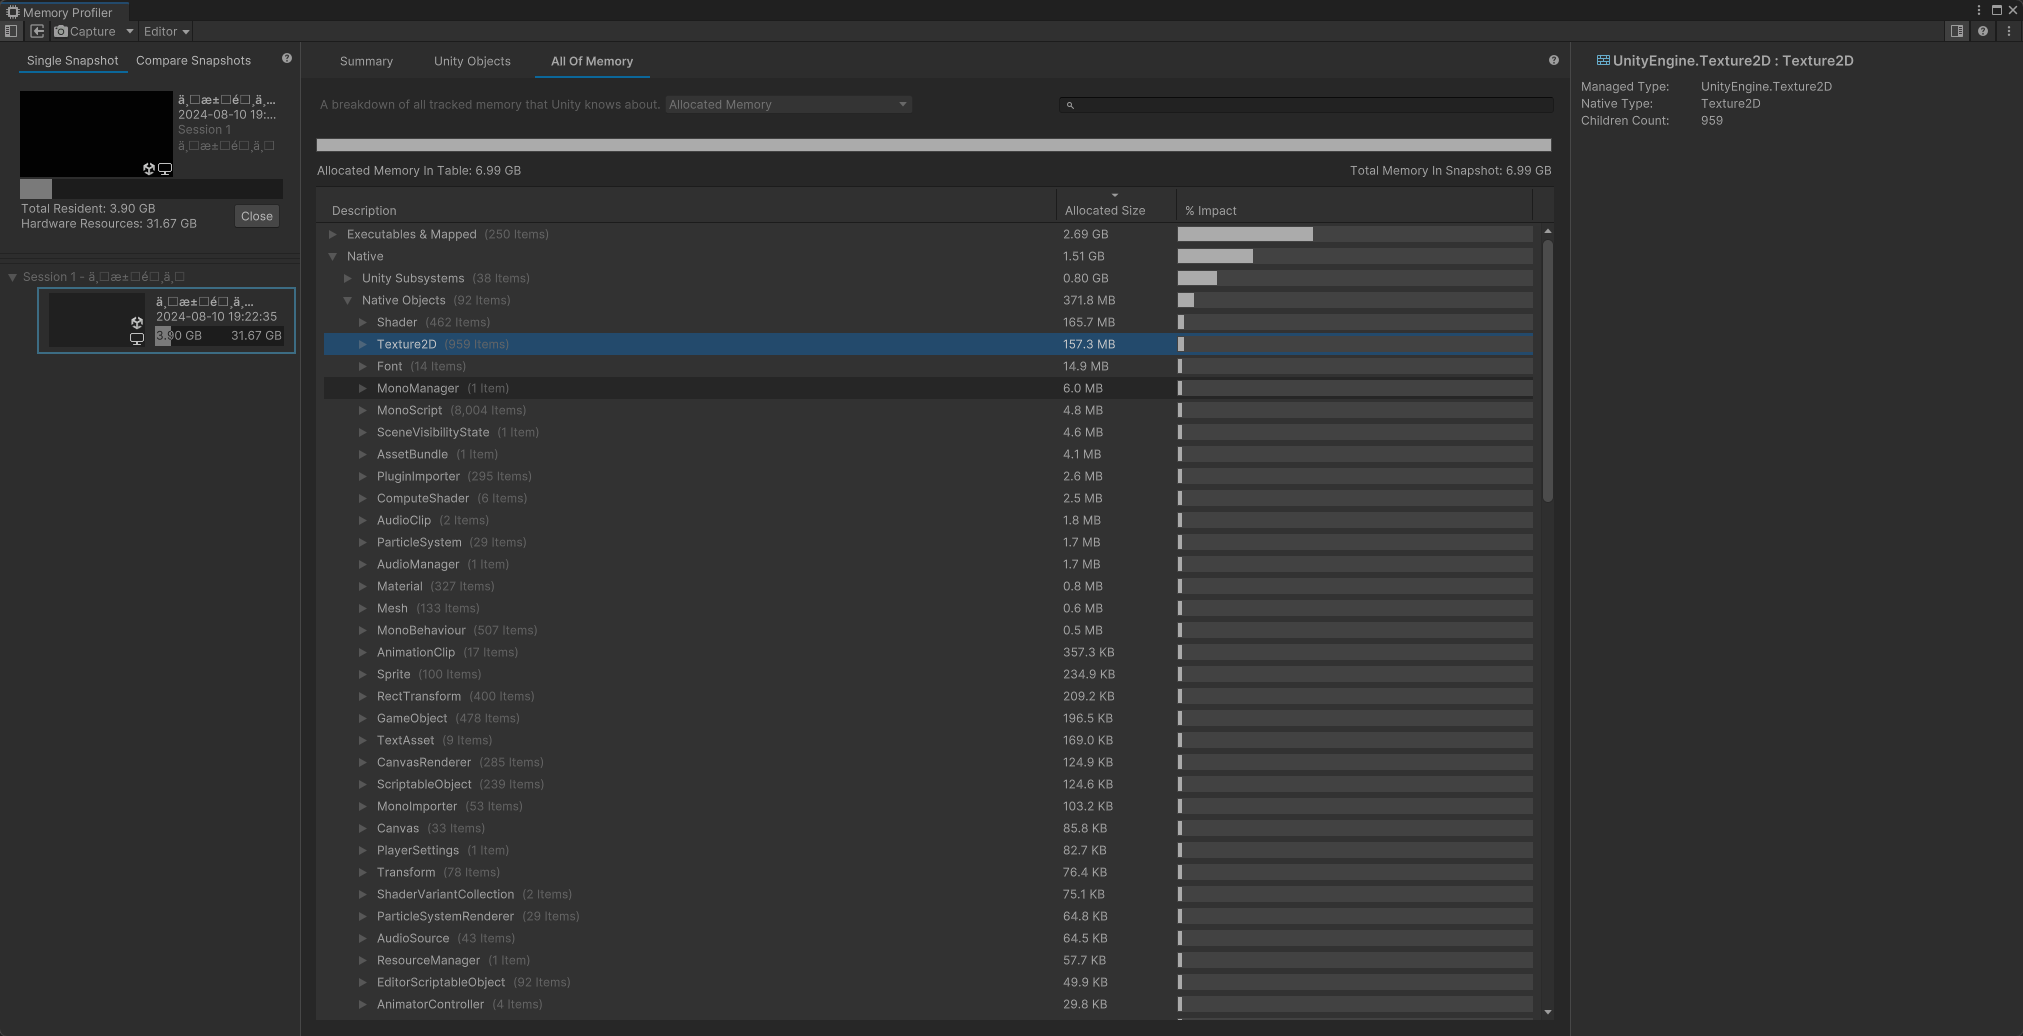 Memory Profiler
Capture
Editor
Single Snapshot
Compare Snapshots
2024-08-10 19:...
Session 1
Total Resident: 3.90 GB
Hardware Resources: 31.67 GB
Close
Session 1 -
2024-08-10 19:22:35
3.90 GB 31.67 GB
Summary
Unity Objects
All Of Memory
A breakdown of all tracked memory that Unity knows about. Allocated Memory
Allocated Memory In Table: 6.99 GB
Total Memory In Snapshot: 6.99 GB
Description Allocated Size % Impact
Executables & Mapped (250 Items) 2.69 GB
Native 1.51 GB
Unity Subsystems (38 Items) 0.80 GB
Native Objects (92 Items) 371.8 MB
Shader (462 Items) 165.7 MB
Texture2D (959 Items) 157.3 MB
Font (14 Items) 14.9 MB
MonoManager (1 Item) 6.0 MB
MonoScript (8,004 Items) 4.8 MB
SceneVisibilityState (1 Item) 4.6 MB
AssetBundle (1 Item) 4.1 MB
PluginImporter (295 Items) 2.6 MB
ComputeShader (6 Items) 2.5 MB
AudioClip (2 Items) 1.8 MB
ParticleSystem (29 Items) 1.7 MB
AudioManager (1 Item) 1.7 MB
Material (327 Items) 0.8 MB
Mesh (133 Items) 0.6 MB
MonoBehaviour (507 Items) 0.5 MB
AnimationClip (17 Items) 357.3 KB
Sprite (100 Items) 234.9 KB
RectTransform (400 Items) 209.2 KB
GameObject (478 Items) 196.5 KB
TextAsset (9 Items) 169.0 KB
CanvasRenderer (285 Items) 124.9 KB
ScriptableObject (239 Items) 124.6 KB
MonoImporter (53 Items) 103.2 KB
Canvas (33 Items) 85.8 KB
PlayerSettings (1 Item) 82.7 KB
Transform (78 Items) 76.4 KB
ShaderVariantCollection (2 Items) 75.1 KB
ParticleSystemRenderer (29 Items) 64.8 KB
AudioSource (43 Items) 64.5 KB
ResourceManager (1 Item) 57.7 KB
EditorScriptableObject (92 Items) 49.9 KB
AnimatorController (4 Items) 29.8 KB
UnityEngine.Texture2D : Texture2D
Managed Type: UnityEngine.Texture2D
Native Type: Texture2D
Children Count: 959